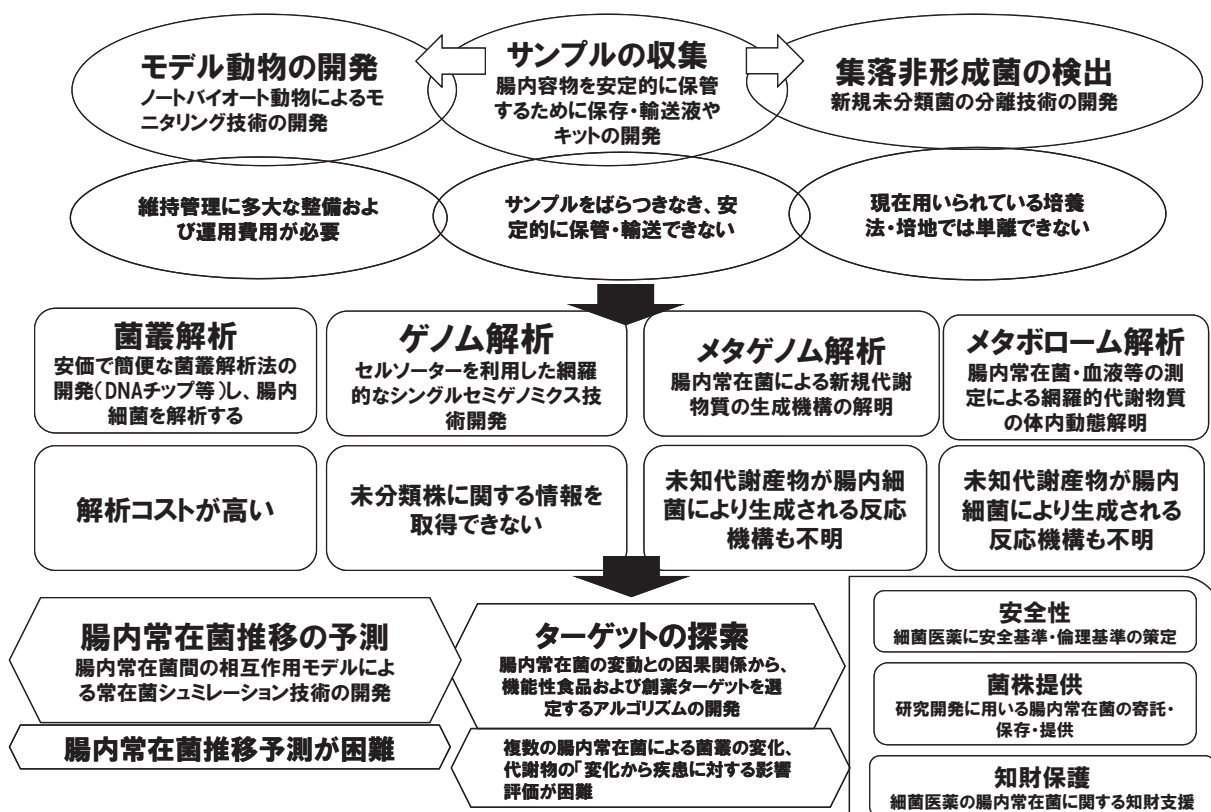 モデル動物の開発
ノートバイオート動物によるモ
ニタリング技術の開発
サンプルの収集
腸内容物を安定的に保管
するために保存・輸送液や
キットの開発
集落非形成菌の検出
新規未分類菌の分離技術の開発
維持管理に多大な整備およ
び運用費用が必要
サンプルをばらつきなき、安
定的に保管・輸送できない
現在用いられている培養
法・培地では単離できない
菌叢解析
安価で簡便な菌叢解析法の
開発(DNAチップ等)し、腸内
細菌を解析する
ゲノム解析
セルソーターを利用した網羅
的なシングルセミゲノミクス技
術開発
メタゲノム解析
腸内常在菌による新規代謝
物質の生成機構の解明
メタボローム解析
腸内常在菌・血液等の測
定による網羅的代謝物質
の体内動態解明
解析コストが高い
未分類株に関する情報を
取得できない
未知代謝産物が腸内細
菌により生成される反応
機構も不明
未知代謝産物が腸内
細菌により生成される
反応機構も不明
腸内常在菌推移の予測
腸内常在菌間の相互作用モデルによ
る常在菌シュミレーション技術の開発
腸内常在菌推移予測が困難
ターゲットの探索
腸内常在菌の変動との因果関係から、
機能性食品および創薬ターゲットを選
定するアルゴリズムの開発
複数の腸内常在菌による菌叢の変化、
代謝物の「変化から疾患に対する影響
評価が困難
安全性
細菌医薬に安全基準・倫理基準の策定
菌株提供
研究開発に用いる腸内常在菌の寄託・
保存・提供
知財保護
細菌医薬の腸内常在菌に関する知財支援